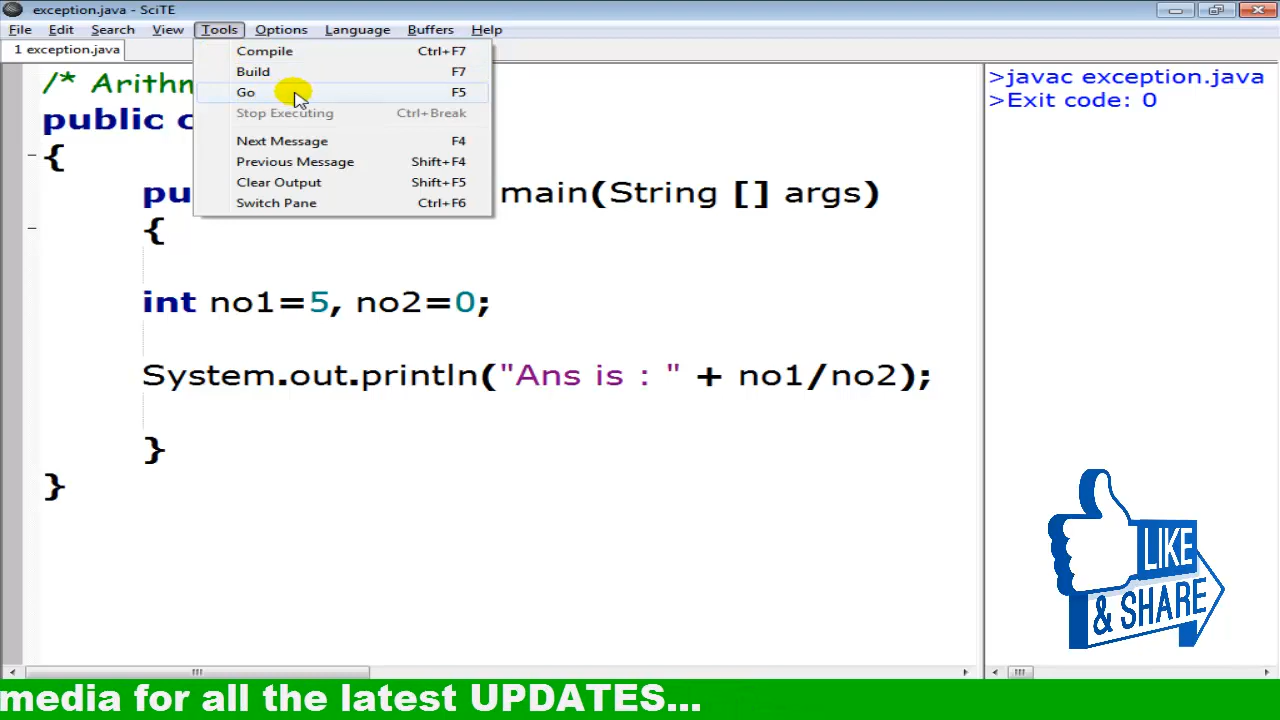 exception.java - SciTE
File Edit Search View Tools Options Language Buffers Help
1 exception.java
Compile Ctrl+F7
Build F7
Go F5
Stop Executing Ctrl+Break
Next Message F4
Previous Message Shift+F4
Clear Output Shift+F5
Switch Pane Ctrl+F6
/* Arithm
public c
{
pu main(String [] args)
{
int no1=5, no2=0;
System.out.println("Ans is : " + no1/no2);
}
}
>javac exception.java
>Exit code: 0
LIKE
& SHARE
media for all the latest UPDATES...